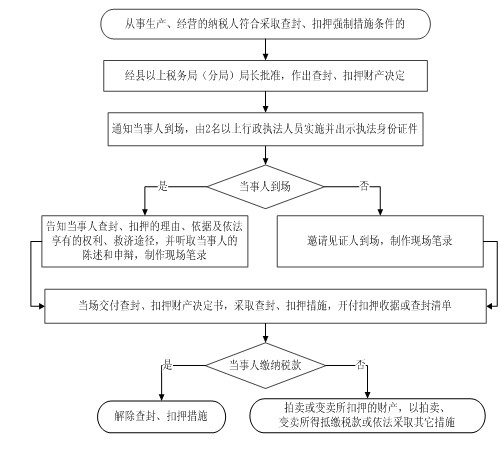 从事生产、经营的纳税人符合采取查封、扣押强制措施条件的
经县以上税务局（分局）局长批准，作出查封、扣押财产决定
通知当事人到场，由2名以上行政执法人员实施并出示执法身份证件
当事人到场
是
否
告知当事人查封、扣押的理由、依据及依法
享有的权利、救济途径，并听取当事人的
陈述和申辩，制作现场笔录
邀请见证人到场，制作现场笔录
当场交付查封、扣押财产决定书，采取查封、扣押措施，开付扣押收据或查封清单
当事人缴纳税款
是
否
解除查封、扣押措施
拍卖或变卖所扣押的财产，以拍卖、
变卖所得抵缴税款或依法采取其它措施